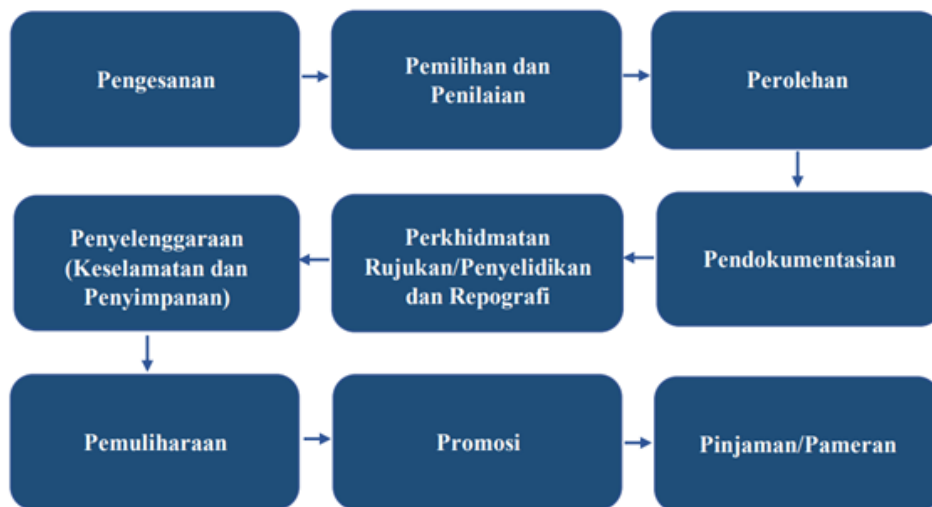 Pengesanan
Pemilihan dan
Penilaian
Perolehan
Pendokumentasian
Perkhidmatan
Rujukan/Penyelidikan
dan Repografi
Penyelenggaraan
(Keselamatan dan
Penyimpanan)
Pemuliharaan
Promosi
Pinjaman/Pameran